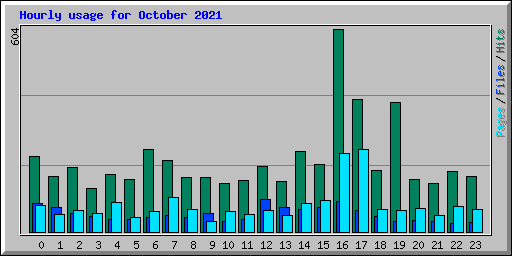 Hourly usage for October 2021
604
Pages / Files / Hits
0 1 2 3 4 5 6 7 8 9 10 11 12 13 14 15 16 17 18 19 20 21 22 23